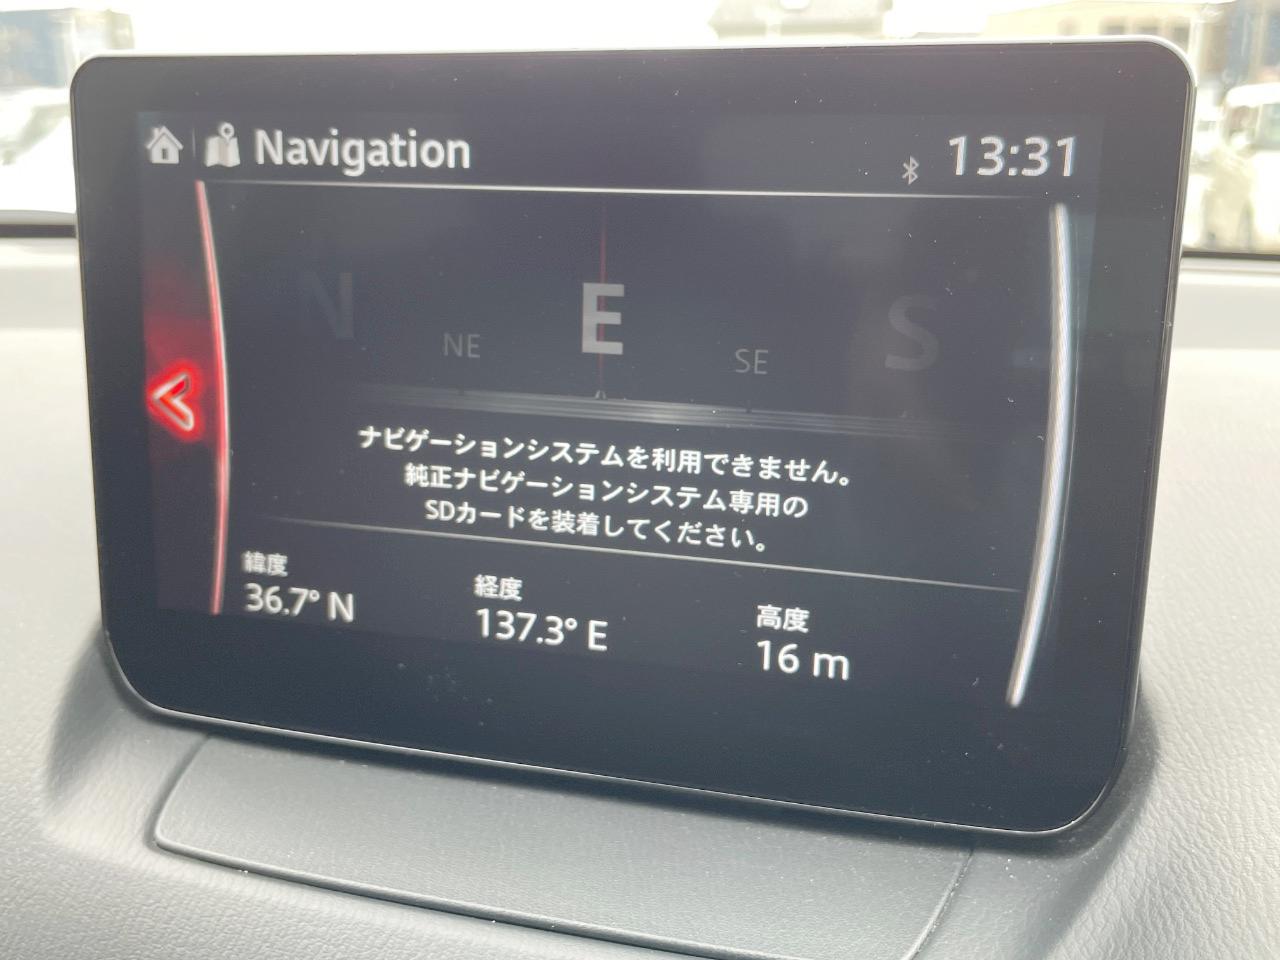 Navigation
13:31
N
NE
E
SE
S
ナビゲーションシステムを利用できません。
純正ナビゲーションシステム専用の
SDカードを装着してください。
緯度
36.7° N
経度
137.3° E
高度
16 m